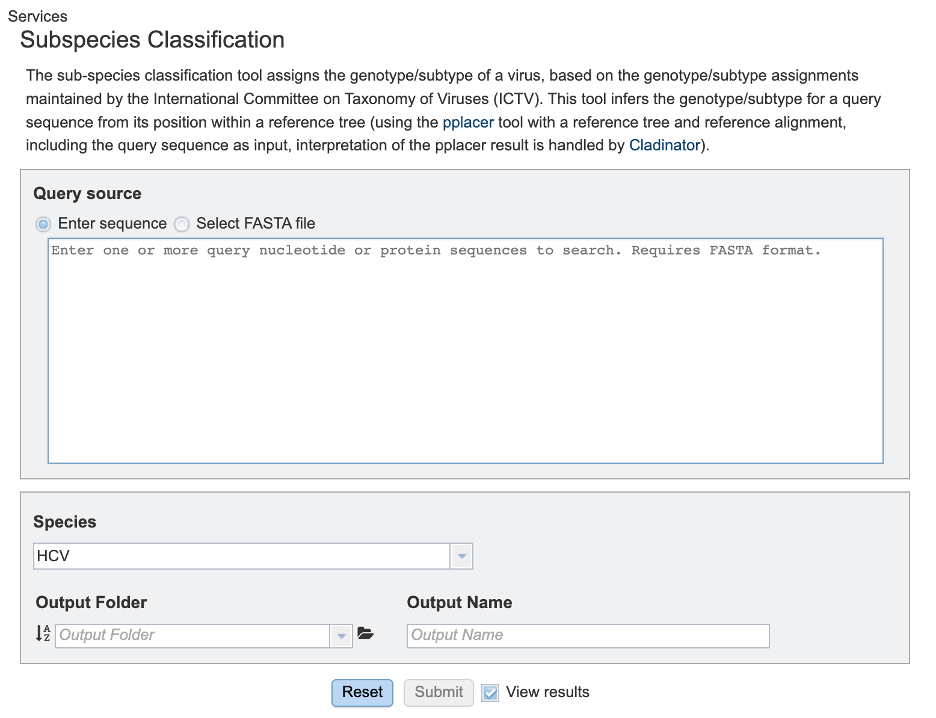 Services
Subspecies Classification
The sub-species classification tool assigns the genotype/subtype of a virus, based on the genotype/subtype assignments
maintained by the International Committee on Taxonomy of Viruses (ICTV). This tool infers the genotype/subtype for a query
sequence from its position within a reference tree (using the pplacer tool with a reference tree and reference alignment,
including the query sequence as input, interpretation of the pplacer result is handled by Cladinator).
Query source
Enter sequence Select FASTA file
Enter one or more query nucleotide or protein sequences to search. Requires FASTA format.
Species
HCV
Output Folder Output Name
AZ Output Folder Output Name
Reset Submit View results